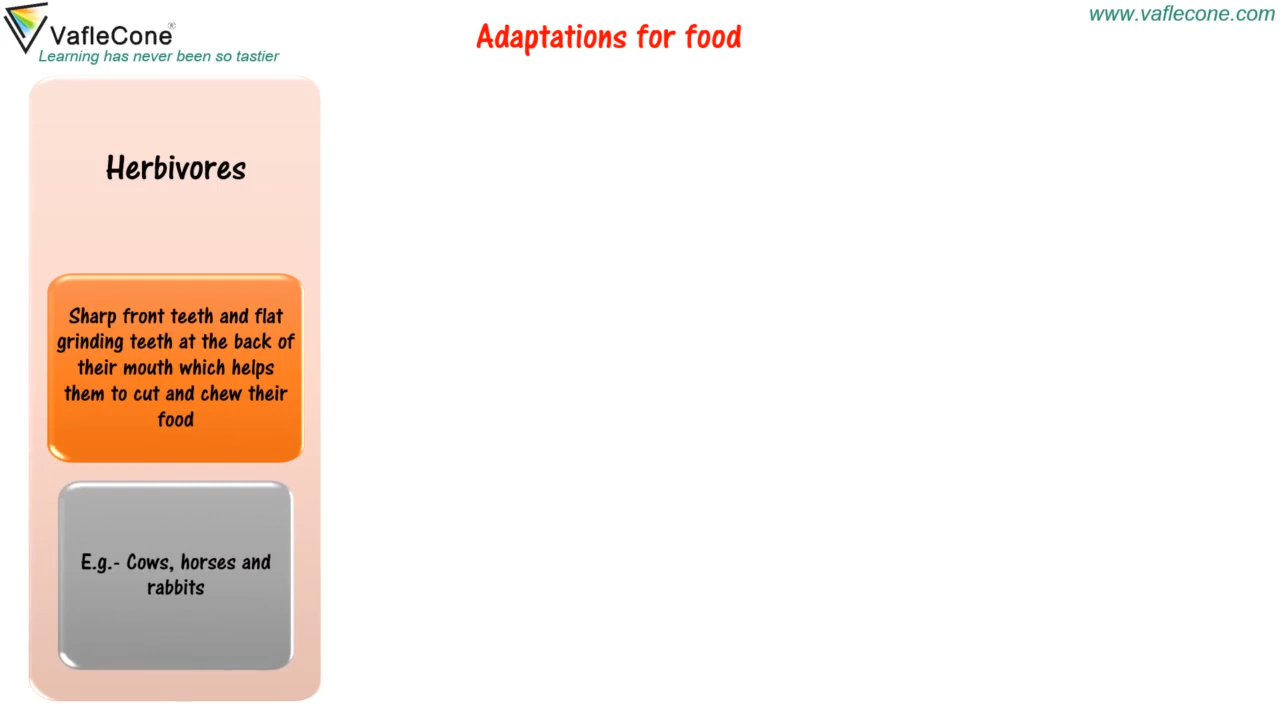 VafleCone®
Learning has never been so tastier
Adaptations for food
www.vaflecone.com
Herbivores
Sharp front teeth and flat
grinding teeth at the back of
their mouth which helps
them to cut and chew their
food
E.g.- Cows, horses and
rabbits